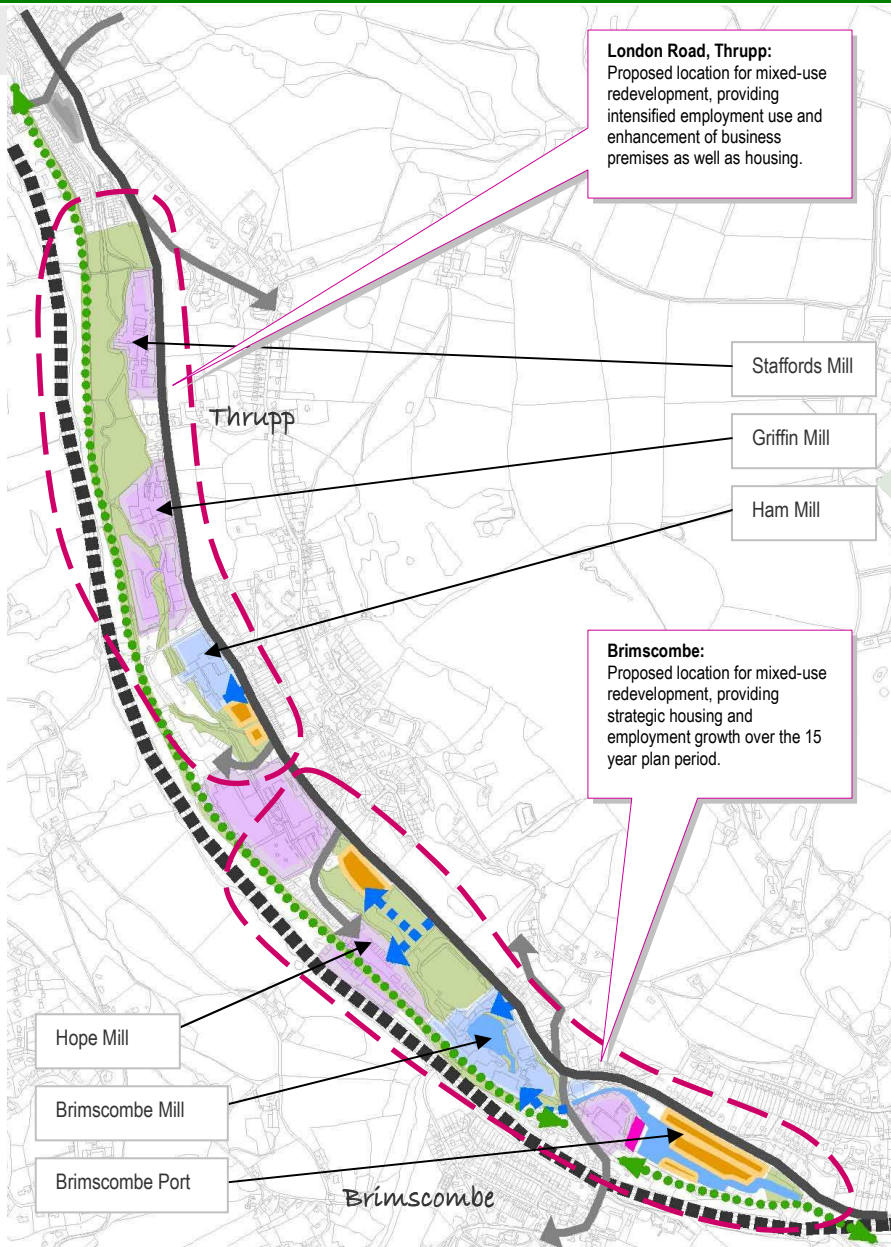 London Road, Thrupp:
Proposed location for mixed-use
redevelopment, providing
intensified employment use and
enhancement of business
premises as well as housing.
Staffords Mill
Thrupp
Griffin Mill
Ham Mill
Brimscombe:
Proposed location for mixed-use
redevelopment, providing
strategic housing and
employment growth over the 15
year plan period.
Hope Mill
Brimscombe Mill
Brimscombe Port
Brimscombe